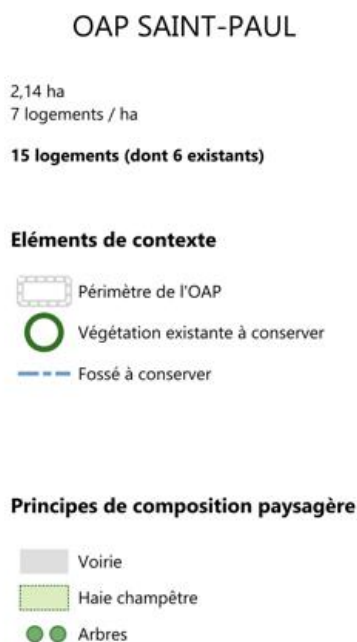 OAP SAINT-PAUL
2,14 ha
7 logements / ha
15 logements (dont 6 existants)
Eléments de contexte
Périmètre de l'OAP
Végétation existante à conserver
Fossé à conserver
Principes de composition paysagère
Voirie
Haie champêtre
Arbres